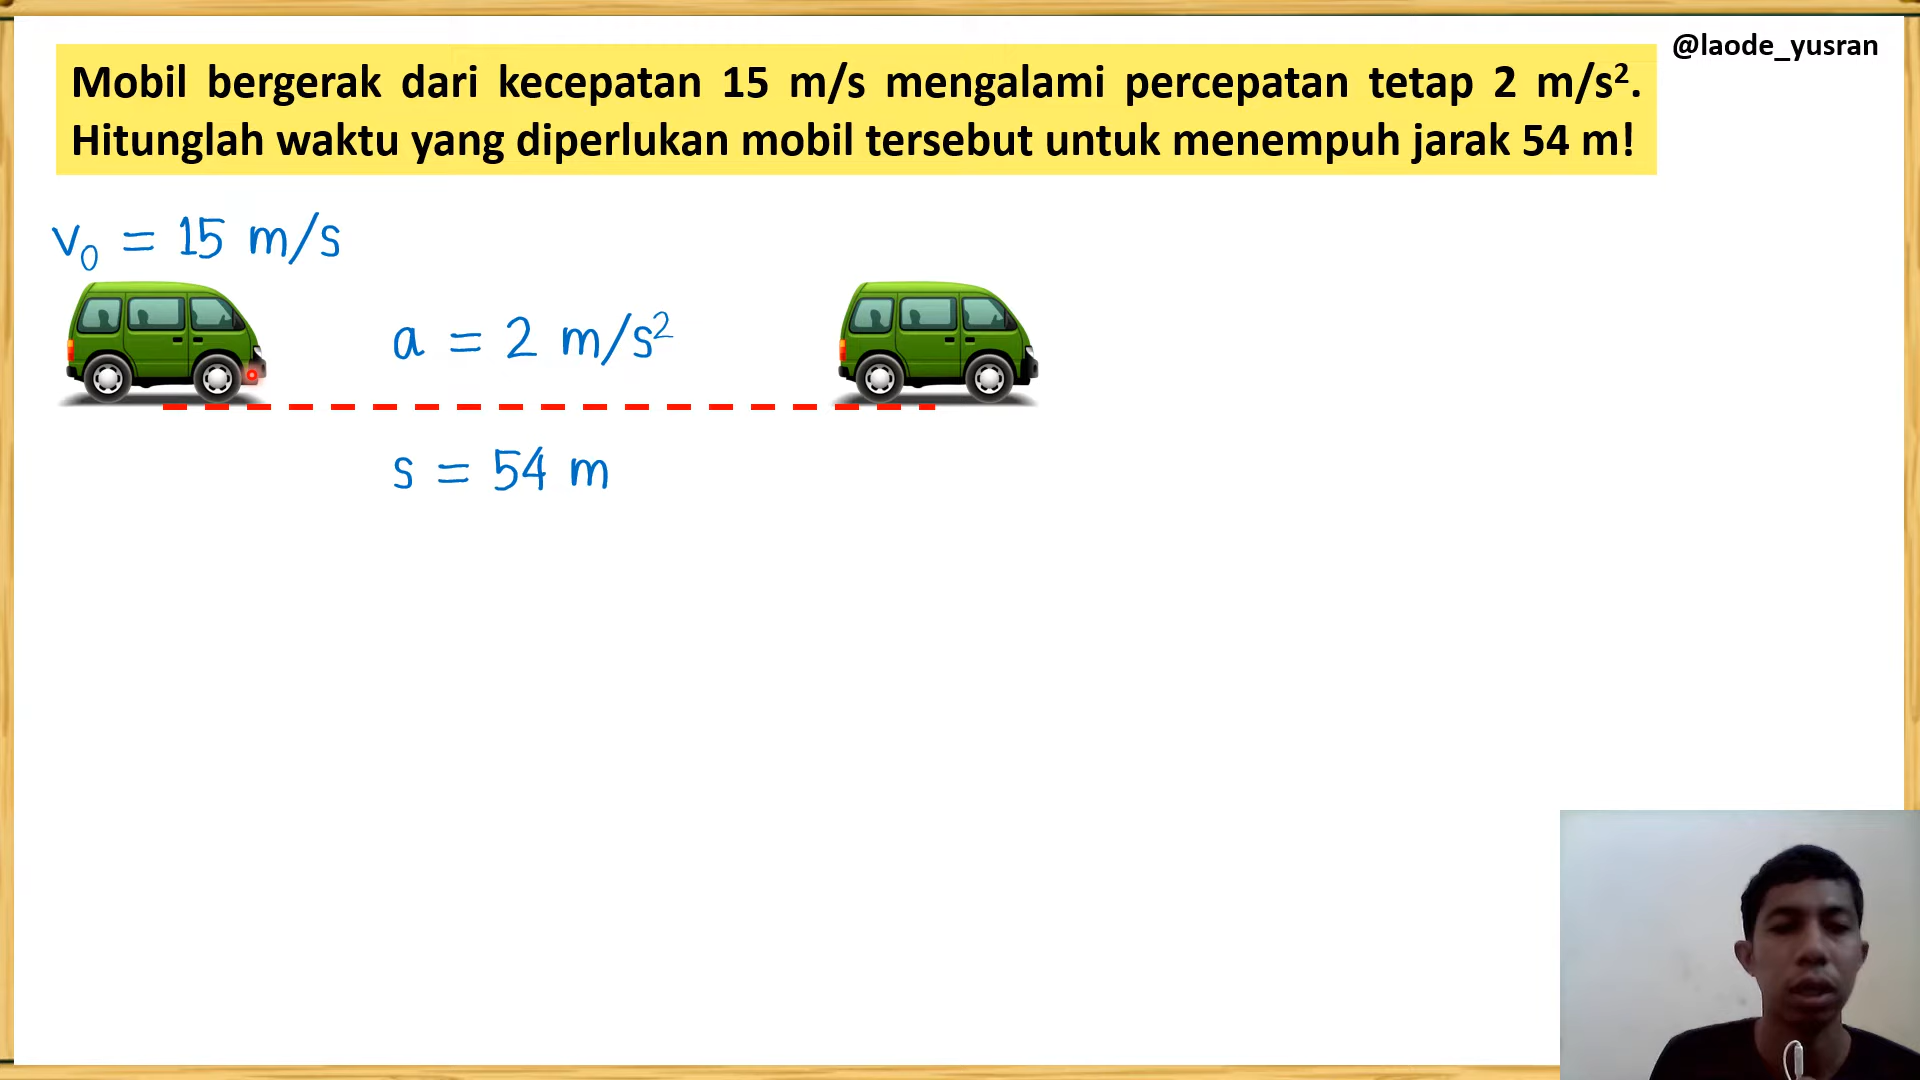 @laode_yusran
Mobil bergerak dari kecepatan 15 m/s mengalami percepatan tetap 2 m/s².
Hitunglah waktu yang diperlukan mobil tersebut untuk menempuh jarak 54 m!
v₀ = 15 m/s
a = 2 m/s²
s = 54 m